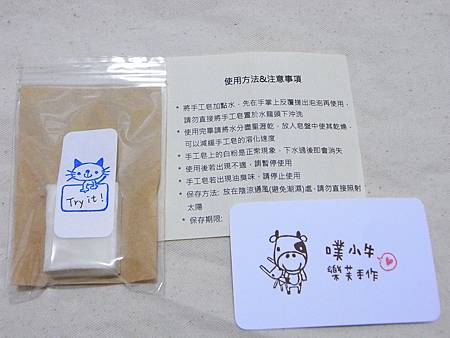 使用方法&注意事項
• 將手工皂加點水，先在手掌上反覆搓出泡泡再使用，
請勿直接將手工皂置於水龍頭下沖洗
• 使用完畢請將水分盡量瀝乾，放入皂盤中使其乾燥，
可以減緩手工皂的溶化速度
• 手工皂上的白粉是正常現象，下水過後即會消失
• 使用後若出現不適，請暫停使用
• 手工皂若出現油臭味，請停止使用
• 保存方法: 放在陰涼通風(避免潮濕)處，請勿直接照射
太陽
• 保存期限:
Try it!
噗小牛
樂芙手作